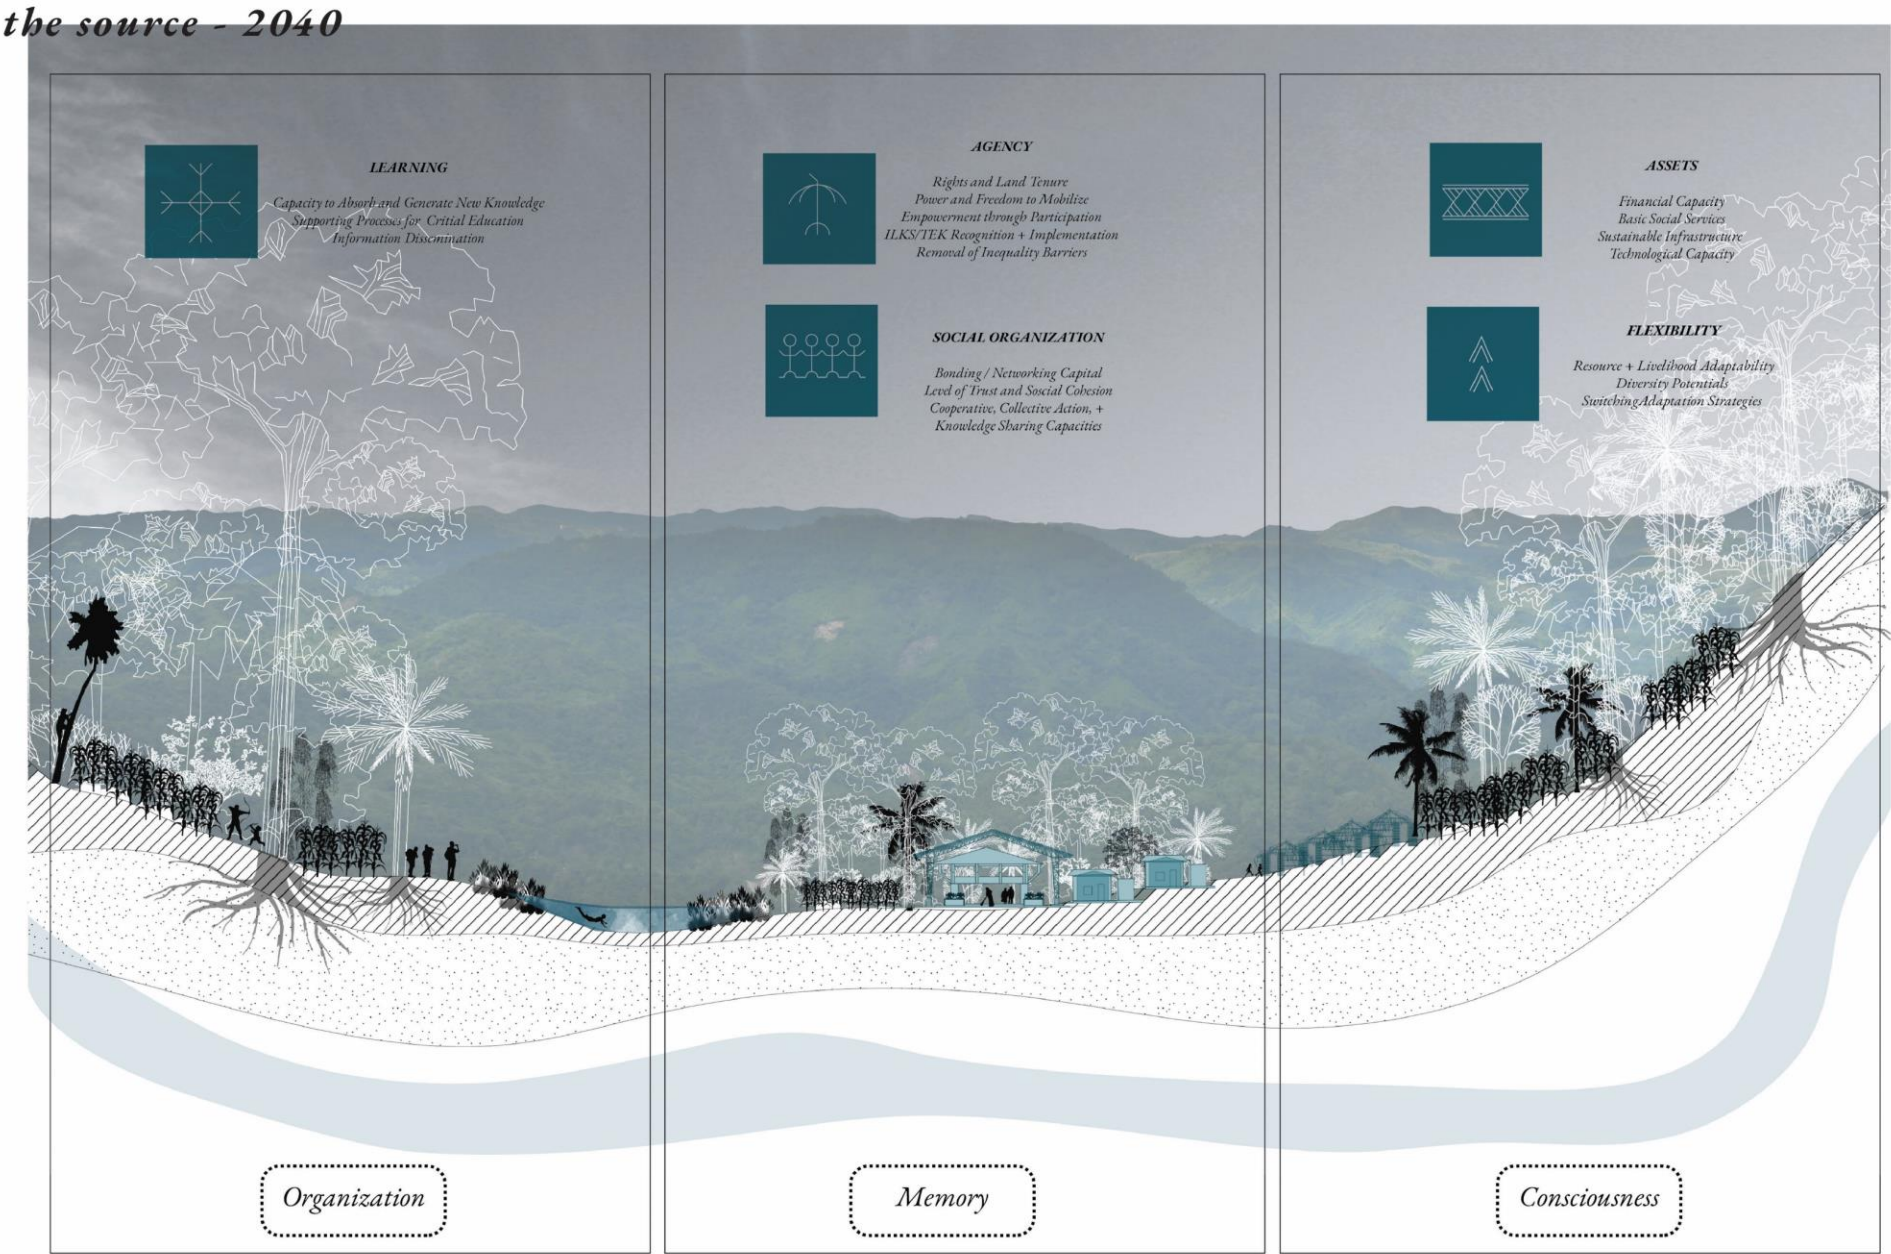 the source - 2040
LEARNING
Capacity to Absorb and Generate New Knowledge
Supporting Processes for Critial Education
Information Dissemination
AGENCY
Rights and Land Tenure
Power and Freedom to Mobilize
Empowerment through Participation
ILKS/TEK Recognition + Implementation
Removal of Inequality Barriers
SOCIAL ORGANIZATION
Bonding / Networking Capital
Level of Trust and Soscial Cohesion
Cooperative, Collective Action, +
Knowledge Sharing Capacities
ASSETS
Financial Capacity
Basic Social Services
Sustainable Infrastructure
Technological Capacity
FLEXIBILITY
Resource + Livelihood Adaptability
Diversity Potentials
SwitchingAdaptation Strategies
Organization
Memory
Consciousness